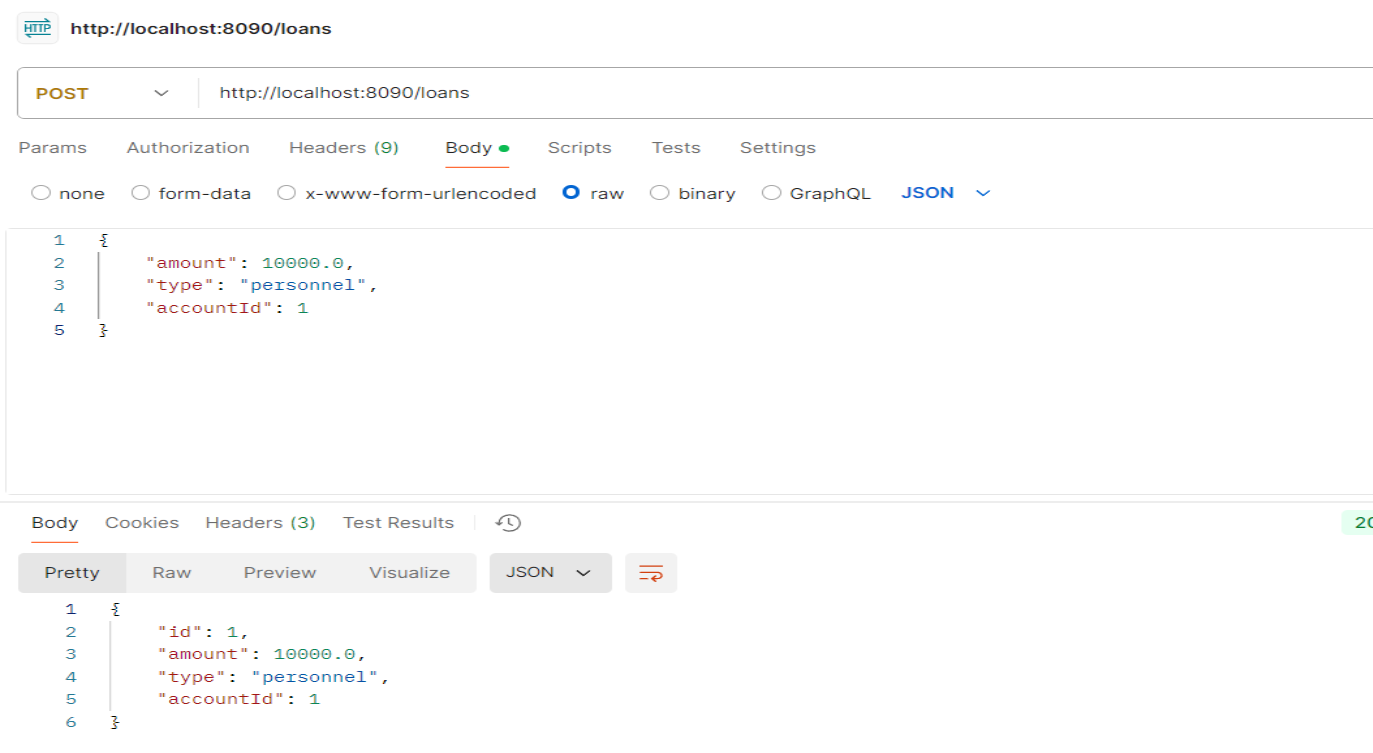 HTTP http://localhost:8090/loans
POST http://localhost:8090/loans
Params Authorization Headers (9) Body Scripts Tests Settings
none form-data x-www-form-urlencoded raw binary GraphQL JSON
1 {
2 "amount": 10000.0,
3 "type": "personnel",
4 "accountId": 1
5 }
Body Cookies Headers (3) Test Results
Pretty Raw Preview Visualize JSON
1 {
2 "id": 1,
3 "amount": 10000.0,
4 "type": "personnel",
5 "accountId": 1
6 }